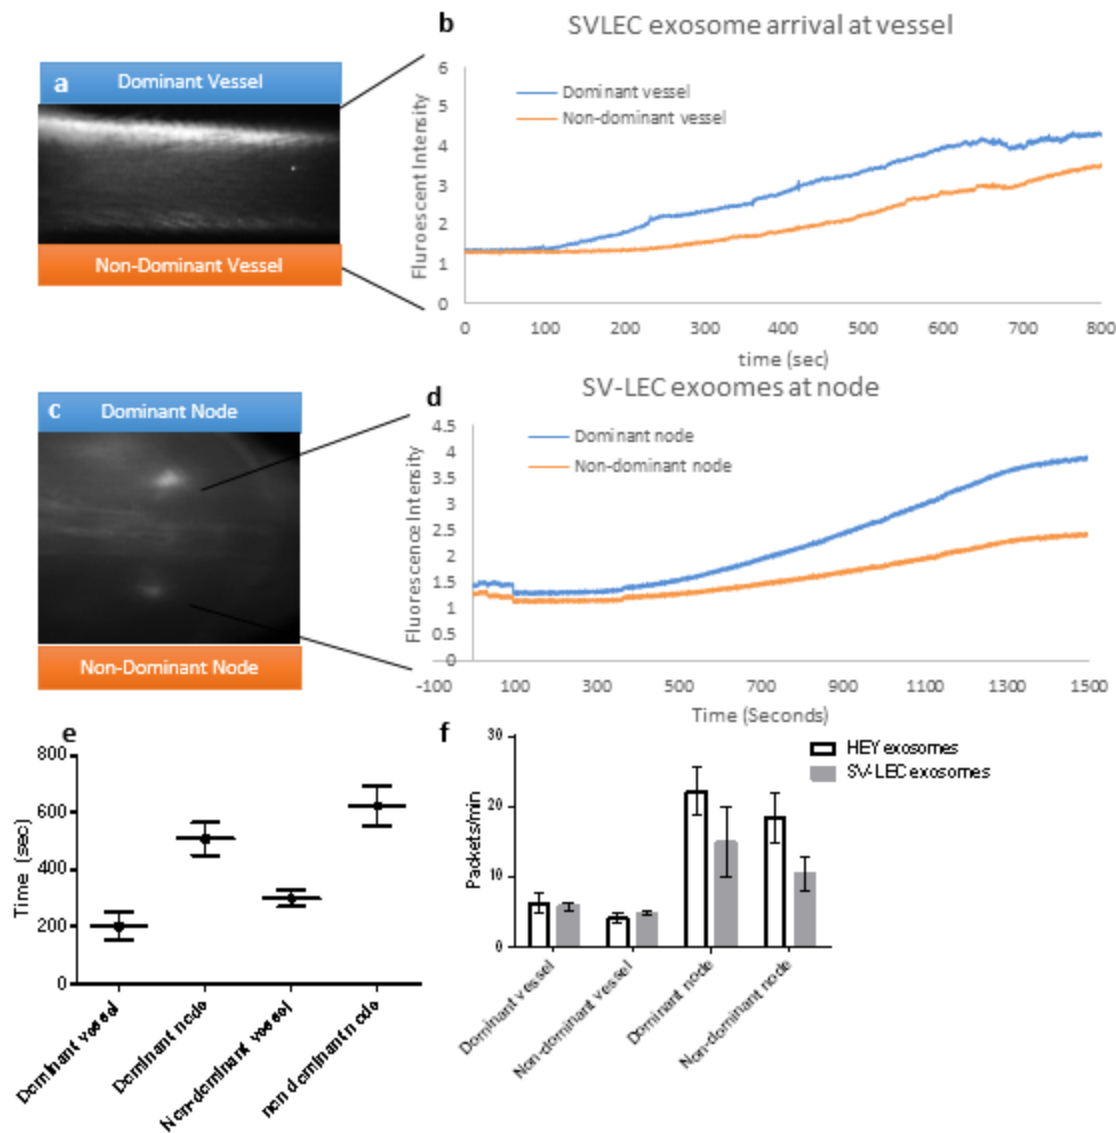 a
Dominant Vessel
Non-Dominant Vessel
b
SVLEC exosome arrival at vessel
Fluroescent Intensity
6
5
4
3
2
1
0
Dominant vessel
Non-dominant vessel
0 100 200 300 400 500 600 700 800
time (sec)
c
Dominant Node
Non-Dominant Node
d
SV-LEC exoomes at node
Fluorescence Intensity
4.5
4
3.5
3
2.5
2
1.5
1
0.5
0
Dominant node
Non-dominant node
-100 100 300 500 700 900 1100 1300 1500
Time (Seconds)
e
Time (sec)
800
600
400
200
0
Dominant vessel
Dominant node
Non-dominant vessel
non dominant node
f
Packets/min
30
20
10
0
HEY exosomes
SV-LEC exosomes
Dominant vessel
Non-dominant vessel
Dominant node
Non-dominant node